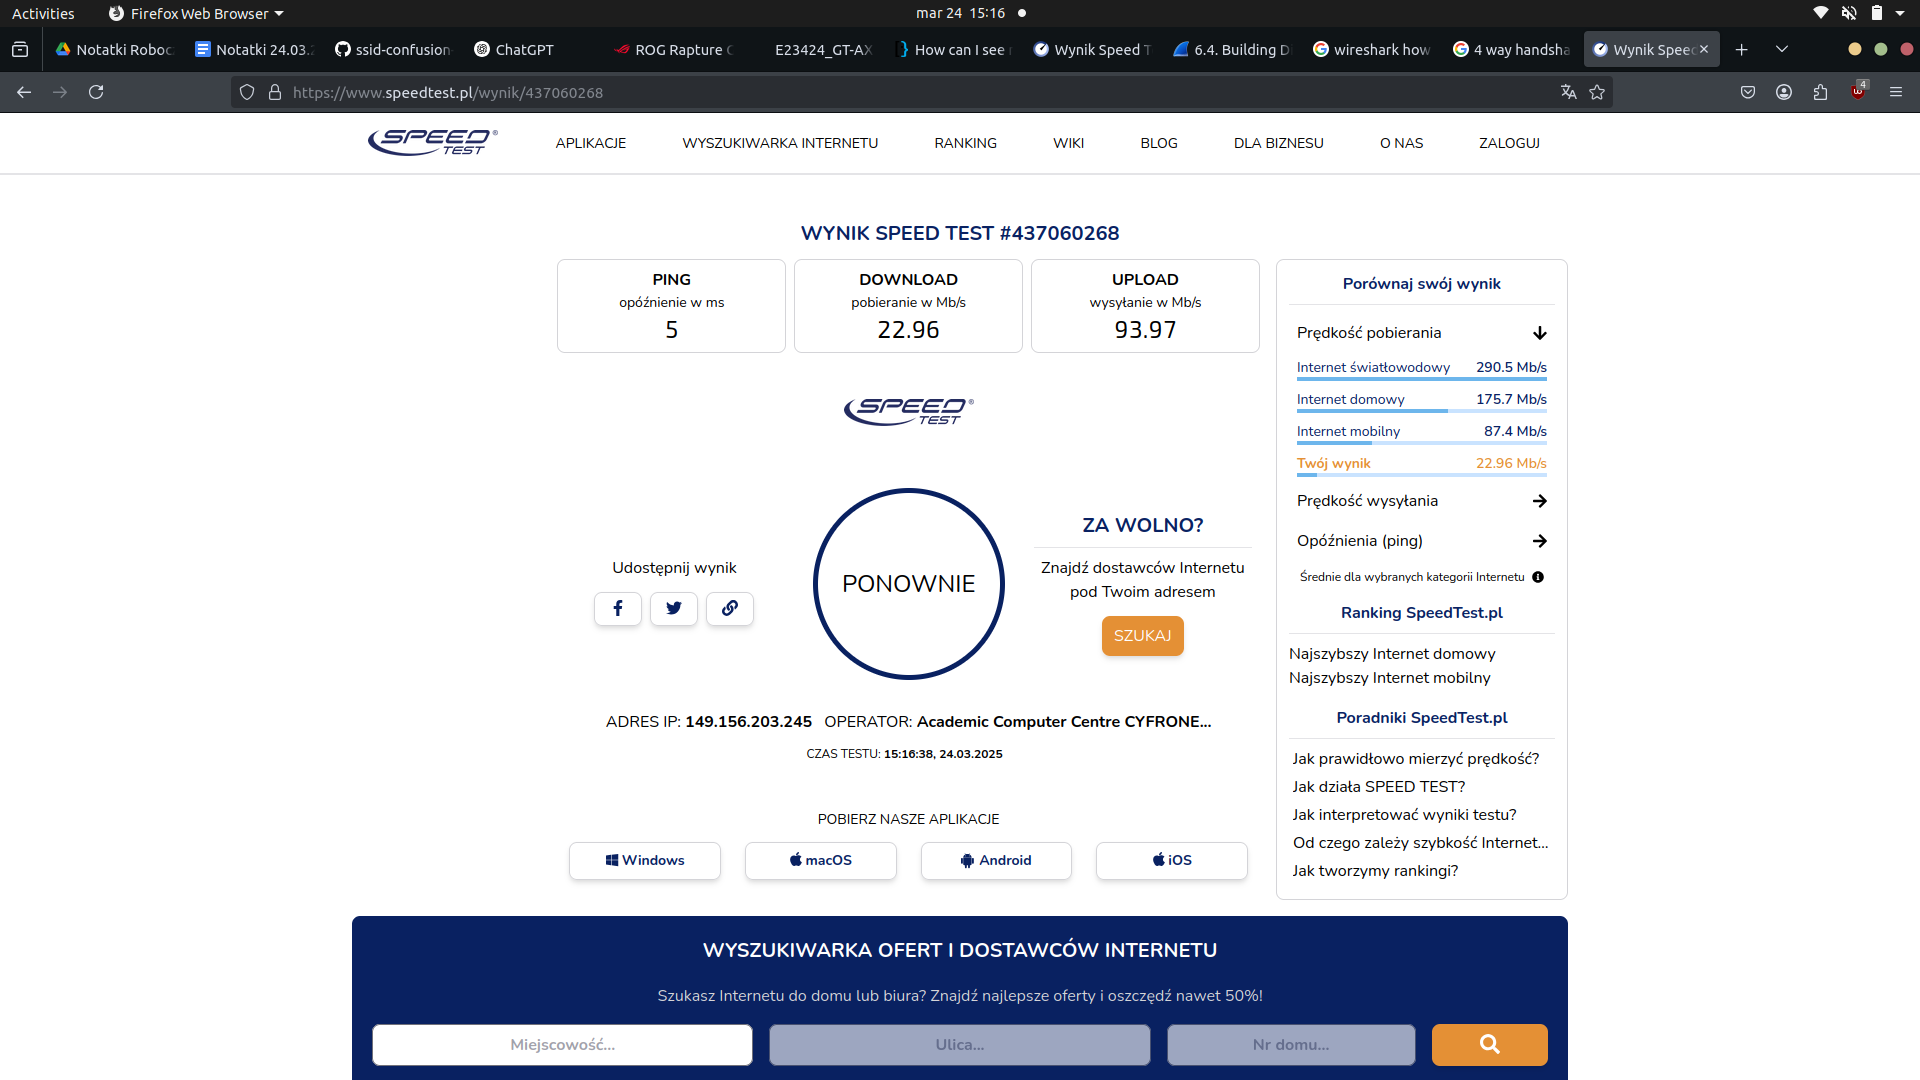 Activities
Firefox Web Browser
mar 24 15:16
Notatki Roboc
Notatki 24.03.2
ssid-confusion
ChatGPT
ROG Rapture
E23424_GT-AX
How can I see
Wynik Speed T
6.4. Building D
wireshark how
4 way handsha
Wynik Speed
https://www.speedtest.pl/wynik/437060268
4
SPEED TEST®
APLIKACJE
WYSZUKIWARKA INTERNETU
RANKING
WIKI
BLOG
DLA BIZNESU
O NAS
ZALOGUJ
WYNIK SPEED TEST #437060268
PING
opóźnienie w ms
5
DOWNLOAD
pobieranie w Mb/s
22.96
UPLOAD
wysyłanie w Mb/s
93.97
SPEED TEST®
Udostępnij wynik
PONOWNIE
ZA WOLNO?
Znajdź dostawców Internetu
pod Twoim adresem
SZUKAJ
ADRES IP: 149.156.203.245 OPERATOR: Academic Computer Centre CYFRONE...
CZAS TESTU: 15:16:38, 24.03.2025
POBIERZ NASZE APLIKACJE
Windows
macOS
Android
iOS
Porównaj swój wynik
Prędkość pobierania
Internet światłowodowy 290.5 Mb/s
Internet domowy 175.7 Mb/s
Internet mobilny 87.4 Mb/s
Twój wynik 22.96 Mb/s
Prędkość wysyłania
Opóźnienia (ping)
Średnie dla wybranych kategorii Internetu
Ranking SpeedTest.pl
Najszybszy Internet domowy
Najszybszy Internet mobilny
Poradniki SpeedTest.pl
Jak prawidłowo mierzyć prędkość?
Jak działa SPEED TEST?
Jak interpretować wyniki testu?
Od czego zależy szybkość Internet...
Jak tworzymy rankingi?
WYSZUKIWARKA OFERT I DOSTAWCÓW INTERNETU
Szukasz Internetu do domu lub biura? Znajdź najlepsze oferty i oszczędź nawet 50%!
Miejscowość...
Ulica...
Nr domu...